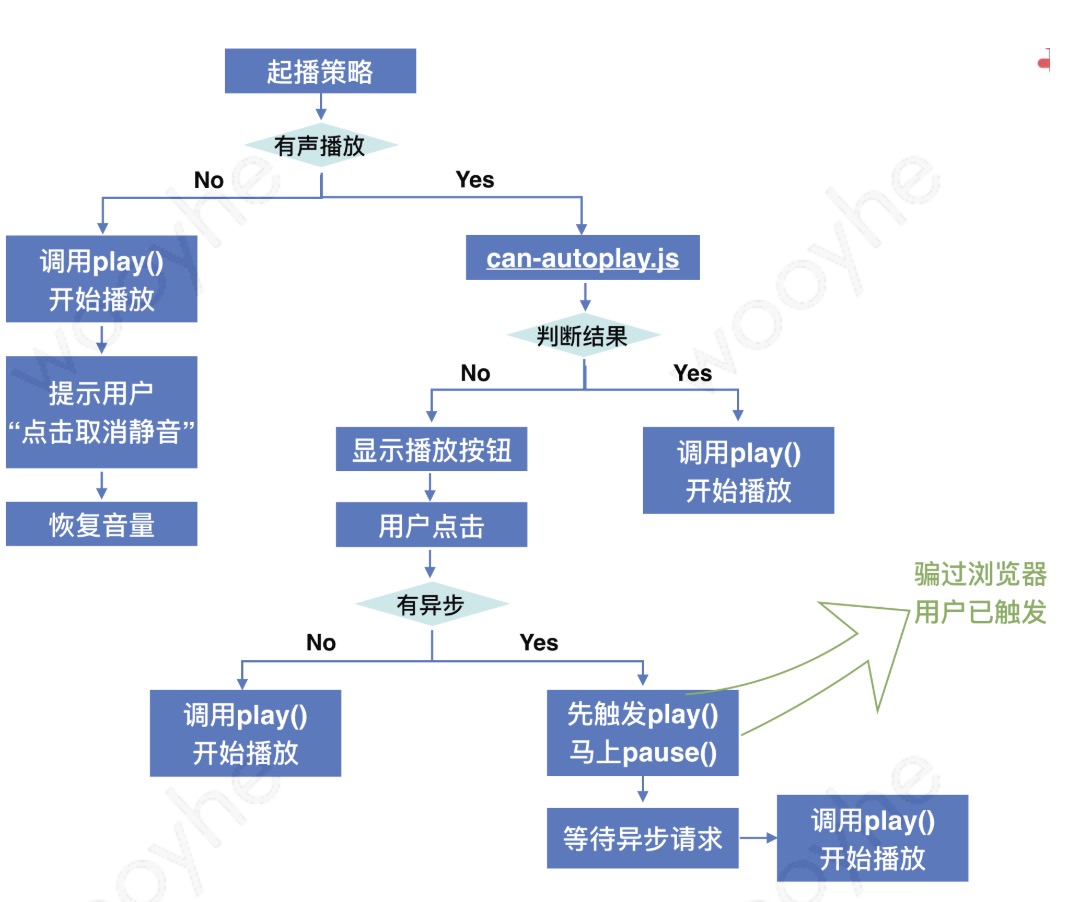 起播策略
有声播放
No
Yes
调用play()
开始播放
can-autoplay.js
提示用户
“点击取消静音”
恢复音量
判断结果
No
Yes
显示播放按钮
用户点击
调用play()
开始播放
有异步
No
Yes
骗过浏览器
用户已触发
调用play()
开始播放
先触发play()
马上pause()
等待异步请求
调用play()
开始播放
wooyhe
wooyhe
wooyhe
wooyhe